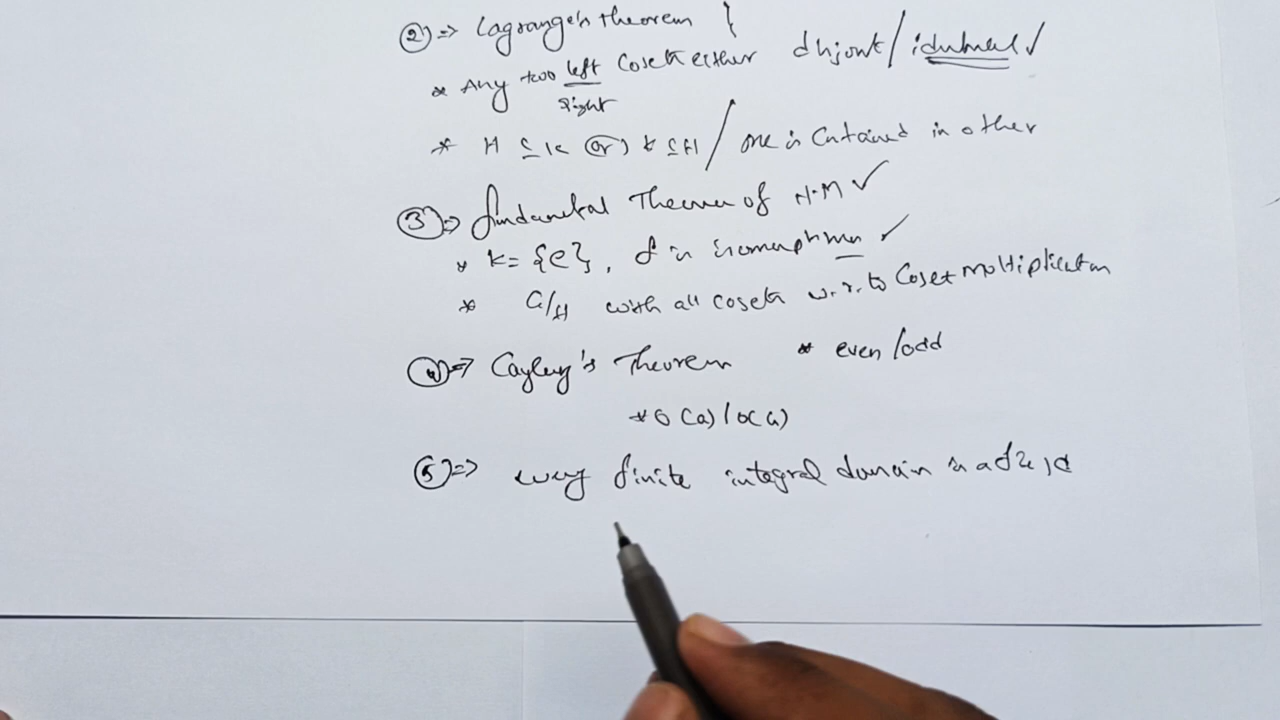 ② => Lagrange's theorem
* Any two left cosets either disjoint / identical ✓
right
* H ⊆ K (or) K ⊆ H / one is contained in other
③ => fundamental Theorem of H.M ✓
* K = {e}, f is isomorphism ✓
* G/H with all cosets w.r.to Coset multiplication
④ => Cayley's Theorem * even/odd
* O(a) / O(G)
⑤ => every finite integral domain is a field